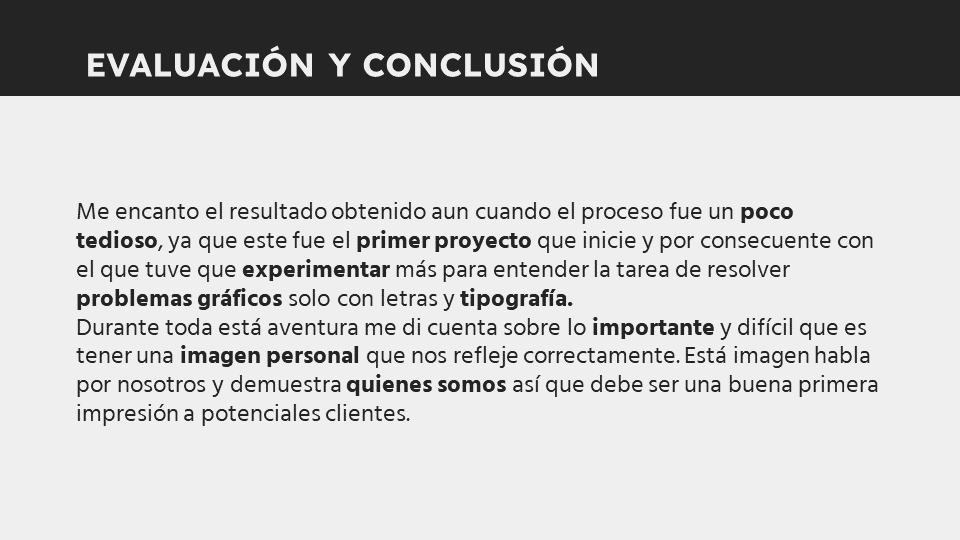 EVALUACIÓN Y CONCLUSIÓN
Me encanto el resultado obtenido aun cuando el proceso fue un poco
tedioso, ya que este fue el primer proyecto que inicie y por consecuente con
el que tuve que experimentar más para entender la tarea de resolver
problemas gráficos solo con letras y tipografía.
Durante toda está aventura me di cuenta sobre lo importante y difícil que es
tener una imagen personal que nos refleje correctamente. Está imagen habla
por nosotros y demuestra quienes somos así que debe ser una buena primera
impresión a potenciales clientes.